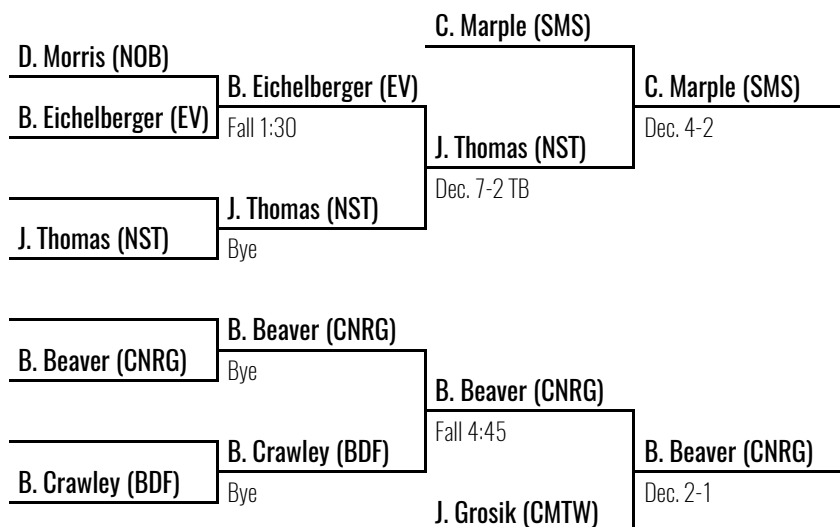 C. Marple (SMS)
D. Morris (NOB)
B. Eichelberger (EV)
C. Marple (SMS)
B. Eichelberger (EV)
Fall 1:30
Dec. 4-2
J. Thomas (NST)
Dec. 7-2 TB
J. Thomas (NST)
J. Thomas (NST)
Bye
B. Beaver (CNRG)
B. Beaver (CNRG)
Bye
B. Beaver (CNRG)
Fall 4:45
B. Crawley (BDF)
B. Beaver (CNRG)
B. Crawley (BDF)
Bye
Dec. 2-1
J. Grosik (CMTW)